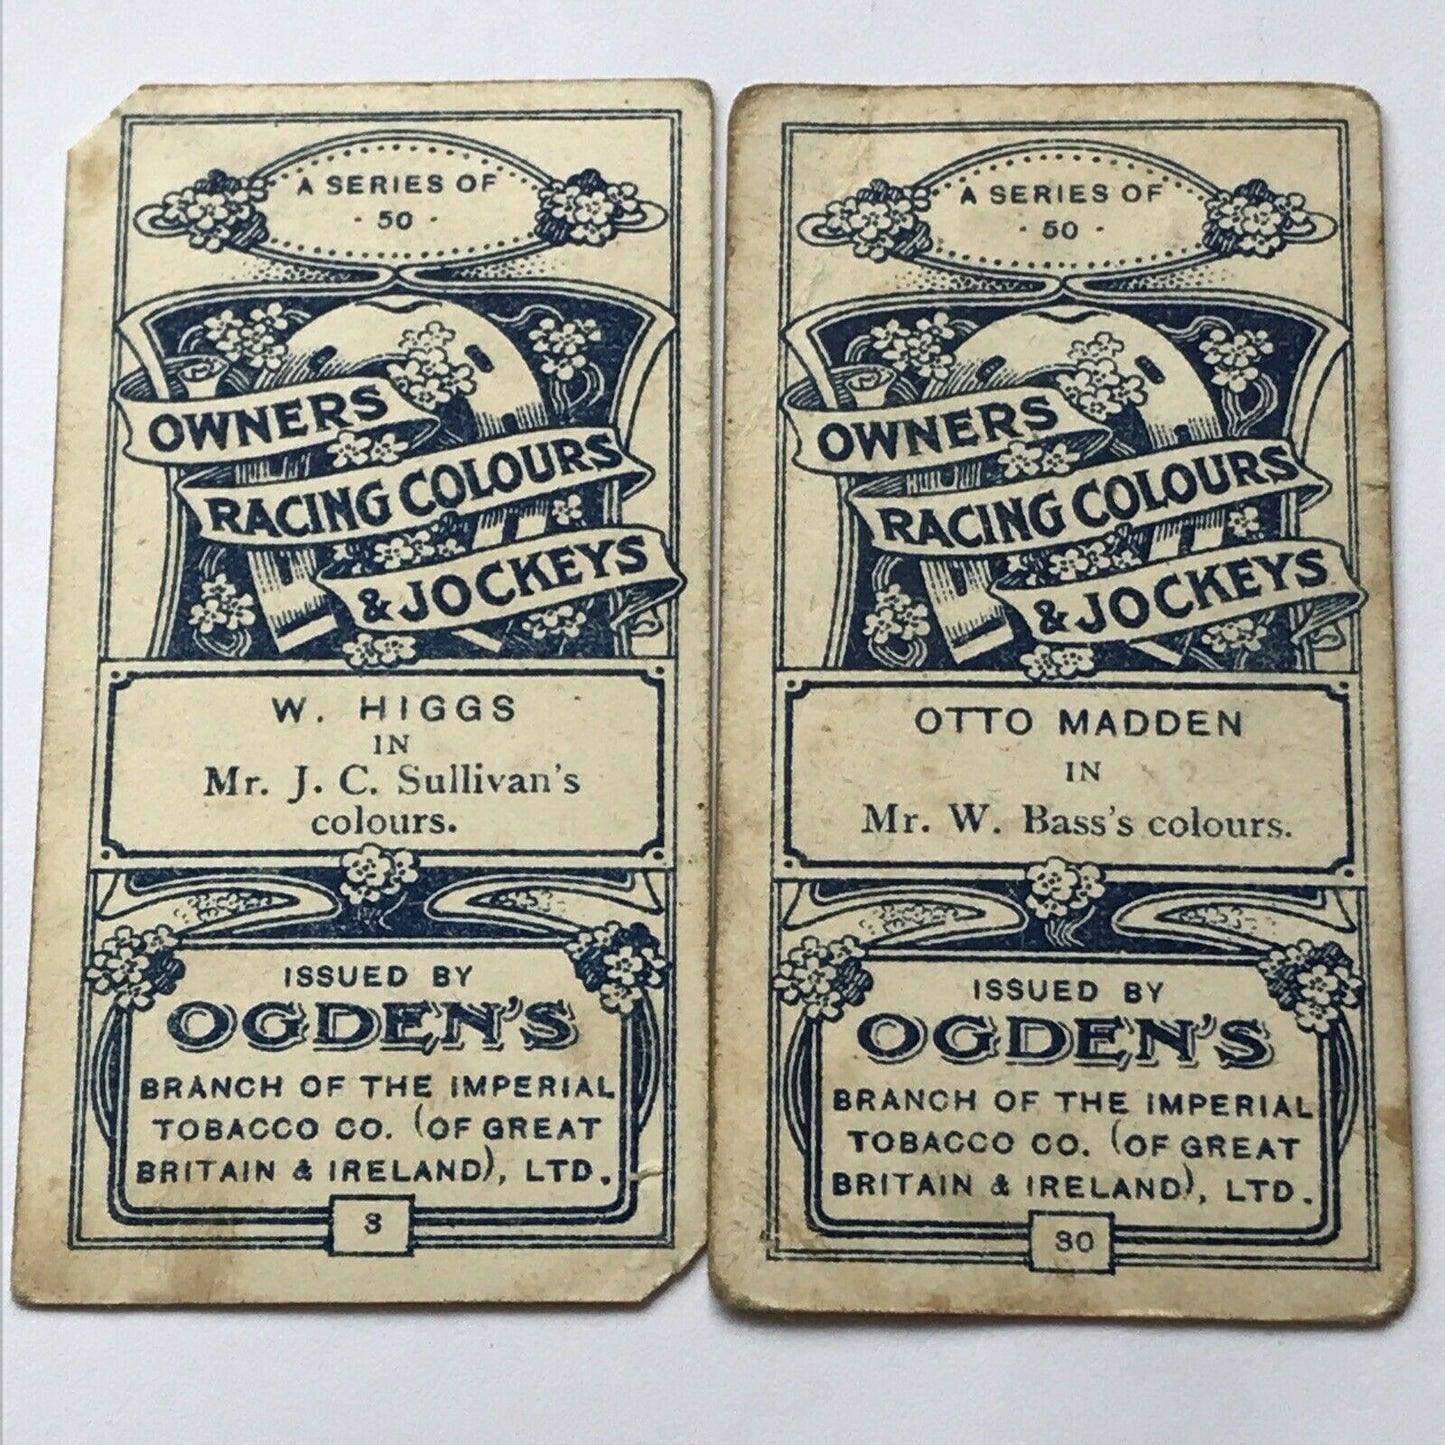 A SERIES OF
· 50 ·
OWNERS
RACING COLOURS
& JOCKEYS
W. HIGGS
IN
Mr. J. C. Sullivan's
colours.
ISSUED BY
OGDEN'S
BRANCH OF THE IMPERIAL
TOBACCO CO. (OF GREAT
BRITAIN & IRELAND), LTD.
3
A SERIES OF
· 50 ·
OWNERS
RACING COLOURS
& JOCKEYS
OTTO MADDEN
IN
Mr. W. Bass's colours.
ISSUED BY
OGDEN'S
BRANCH OF THE IMPERIAL
TOBACCO CO. (OF GREAT
BRITAIN & IRELAND), LTD.
30